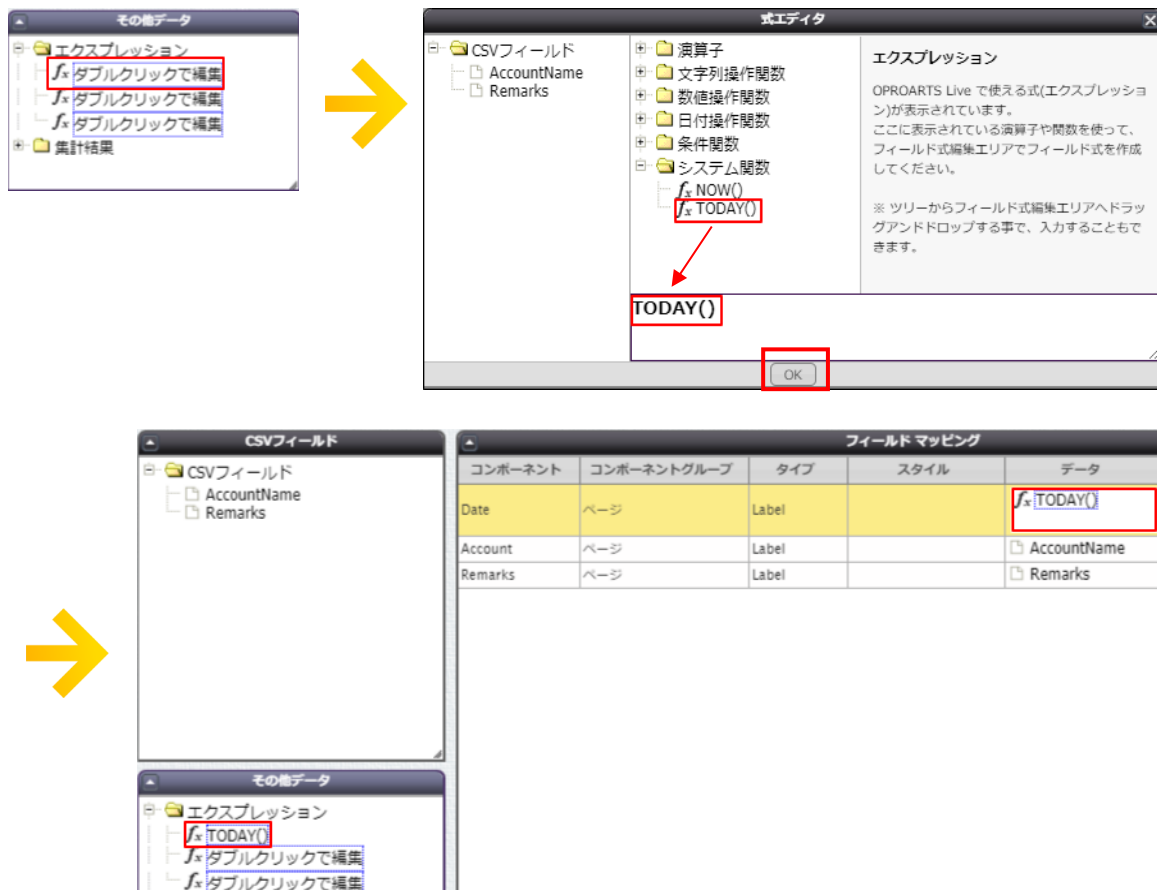 その他データ
エクスプレッション
fx ダブルクリックで編集
fx ダブルクリックで編集
fx ダブルクリックで編集
集計結果
式エディタ
CSVフィールド
AccountName
Remarks
演算子
文字列操作関数
数値操作関数
日付操作関数
条件関数
システム関数
fx NOW()
fx TODAY()
エクスプレッション
OPROARTS Live で使える式(エクスプレッショ
ン)が表示されています。
ここに表示されている演算子や関数を使って、
フィールド式編集エリアでフィールド式を作成
してください。
※ ツリーからフィールド式編集エリアへドラッ
グアンドドロップする事で、入力することもで
きます。
TODAY()
OK
CSVフィールド
CSVフィールド
AccountName
Remarks
フィールド マッピング
コンポーネント コンポーネントグループ タイプ スタイル データ
Date ページ Label fx TODAY()
Account ページ Label AccountName
Remarks ページ Label Remarks
その他データ
エクスプレッション
fx TODAY()
fx ダブルクリックで編集
fx ダブルクリックで編集